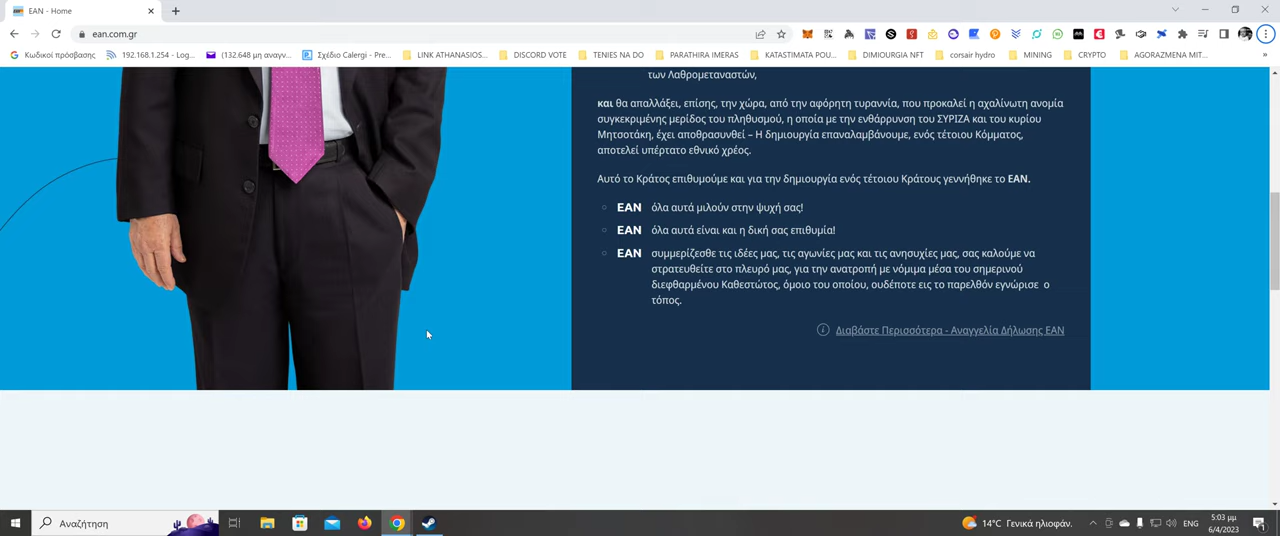 EAN - Home
ean.com.gr
Κωδικοί πρόσβασης
192.168.1.254 - Log...
(132.648 μη αναγν...
Σχέδιο Calergi - Pre...
LINK ATHANASIOS...
DISCORD VOTE
TENIES NA DO
PARATHIRA IMERAS
KATASTIMATA POU...
DIMIOURGIA NFT
corsair hydro
MINING
CRYPTO
AGORAZMENA MIT...
»
των Λαθρομεταναστών,
και θα απαλλάξει, επίσης, την χώρα, από την αφόρητη τυραννία, που προκαλεί η αχαλίνωτη ανομία
συγκεκριμένης μερίδος του πληθυσμού, η οποία με την ενθάρρυνση του ΣΥΡΙΖΑ και του κυρίου
Μητσοτάκη, έχει αποθρασυνθεί – Η δημιουργία επαναλαμβάνουμε, ενός τέτοιου Κόμματος,
αποτελεί υπέρτατο εθνικό χρέος.
Αυτό το Κράτος επιθυμούμε και για την δημιουργία ενός τέτοιου Κράτους γεννήθηκε το ΕΑΝ.
ΕΑΝ όλα αυτά μιλούν στην ψυχή σας!
ΕΑΝ όλα αυτά είναι και η δική σας επιθυμία!
ΕΑΝ συμμερίζεσθε τις ιδέες μας, τις αγωνίες μας και τις ανησυχίες μας, σας καλούμε να
στρατευθείτε στο πλευρό μας, για την ανατροπή με νόμιμα μέσα του σημερινού
διεφθαρμένου Καθεστώτος, όμοιο του οποίου, ουδέποτε εις το παρελθόν εγνώρισε ο
τόπος.
Διαβάστε Περισσότερα - Αναγγελία Δήλωσης ΕΑΝ
Αναζήτηση
14°C Γενικά ηλιοφάν.
ENG
5:03 μμ
6/4/2023